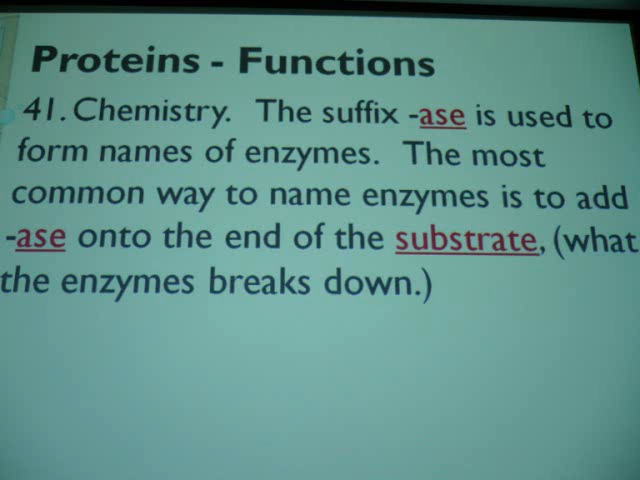 Proteins - Functions
41. Chemistry. The suffix -ase is used to
form names of enzymes. The most
common way to name enzymes is to add
-ase onto the end of the substrate, (what
the enzymes breaks down.)